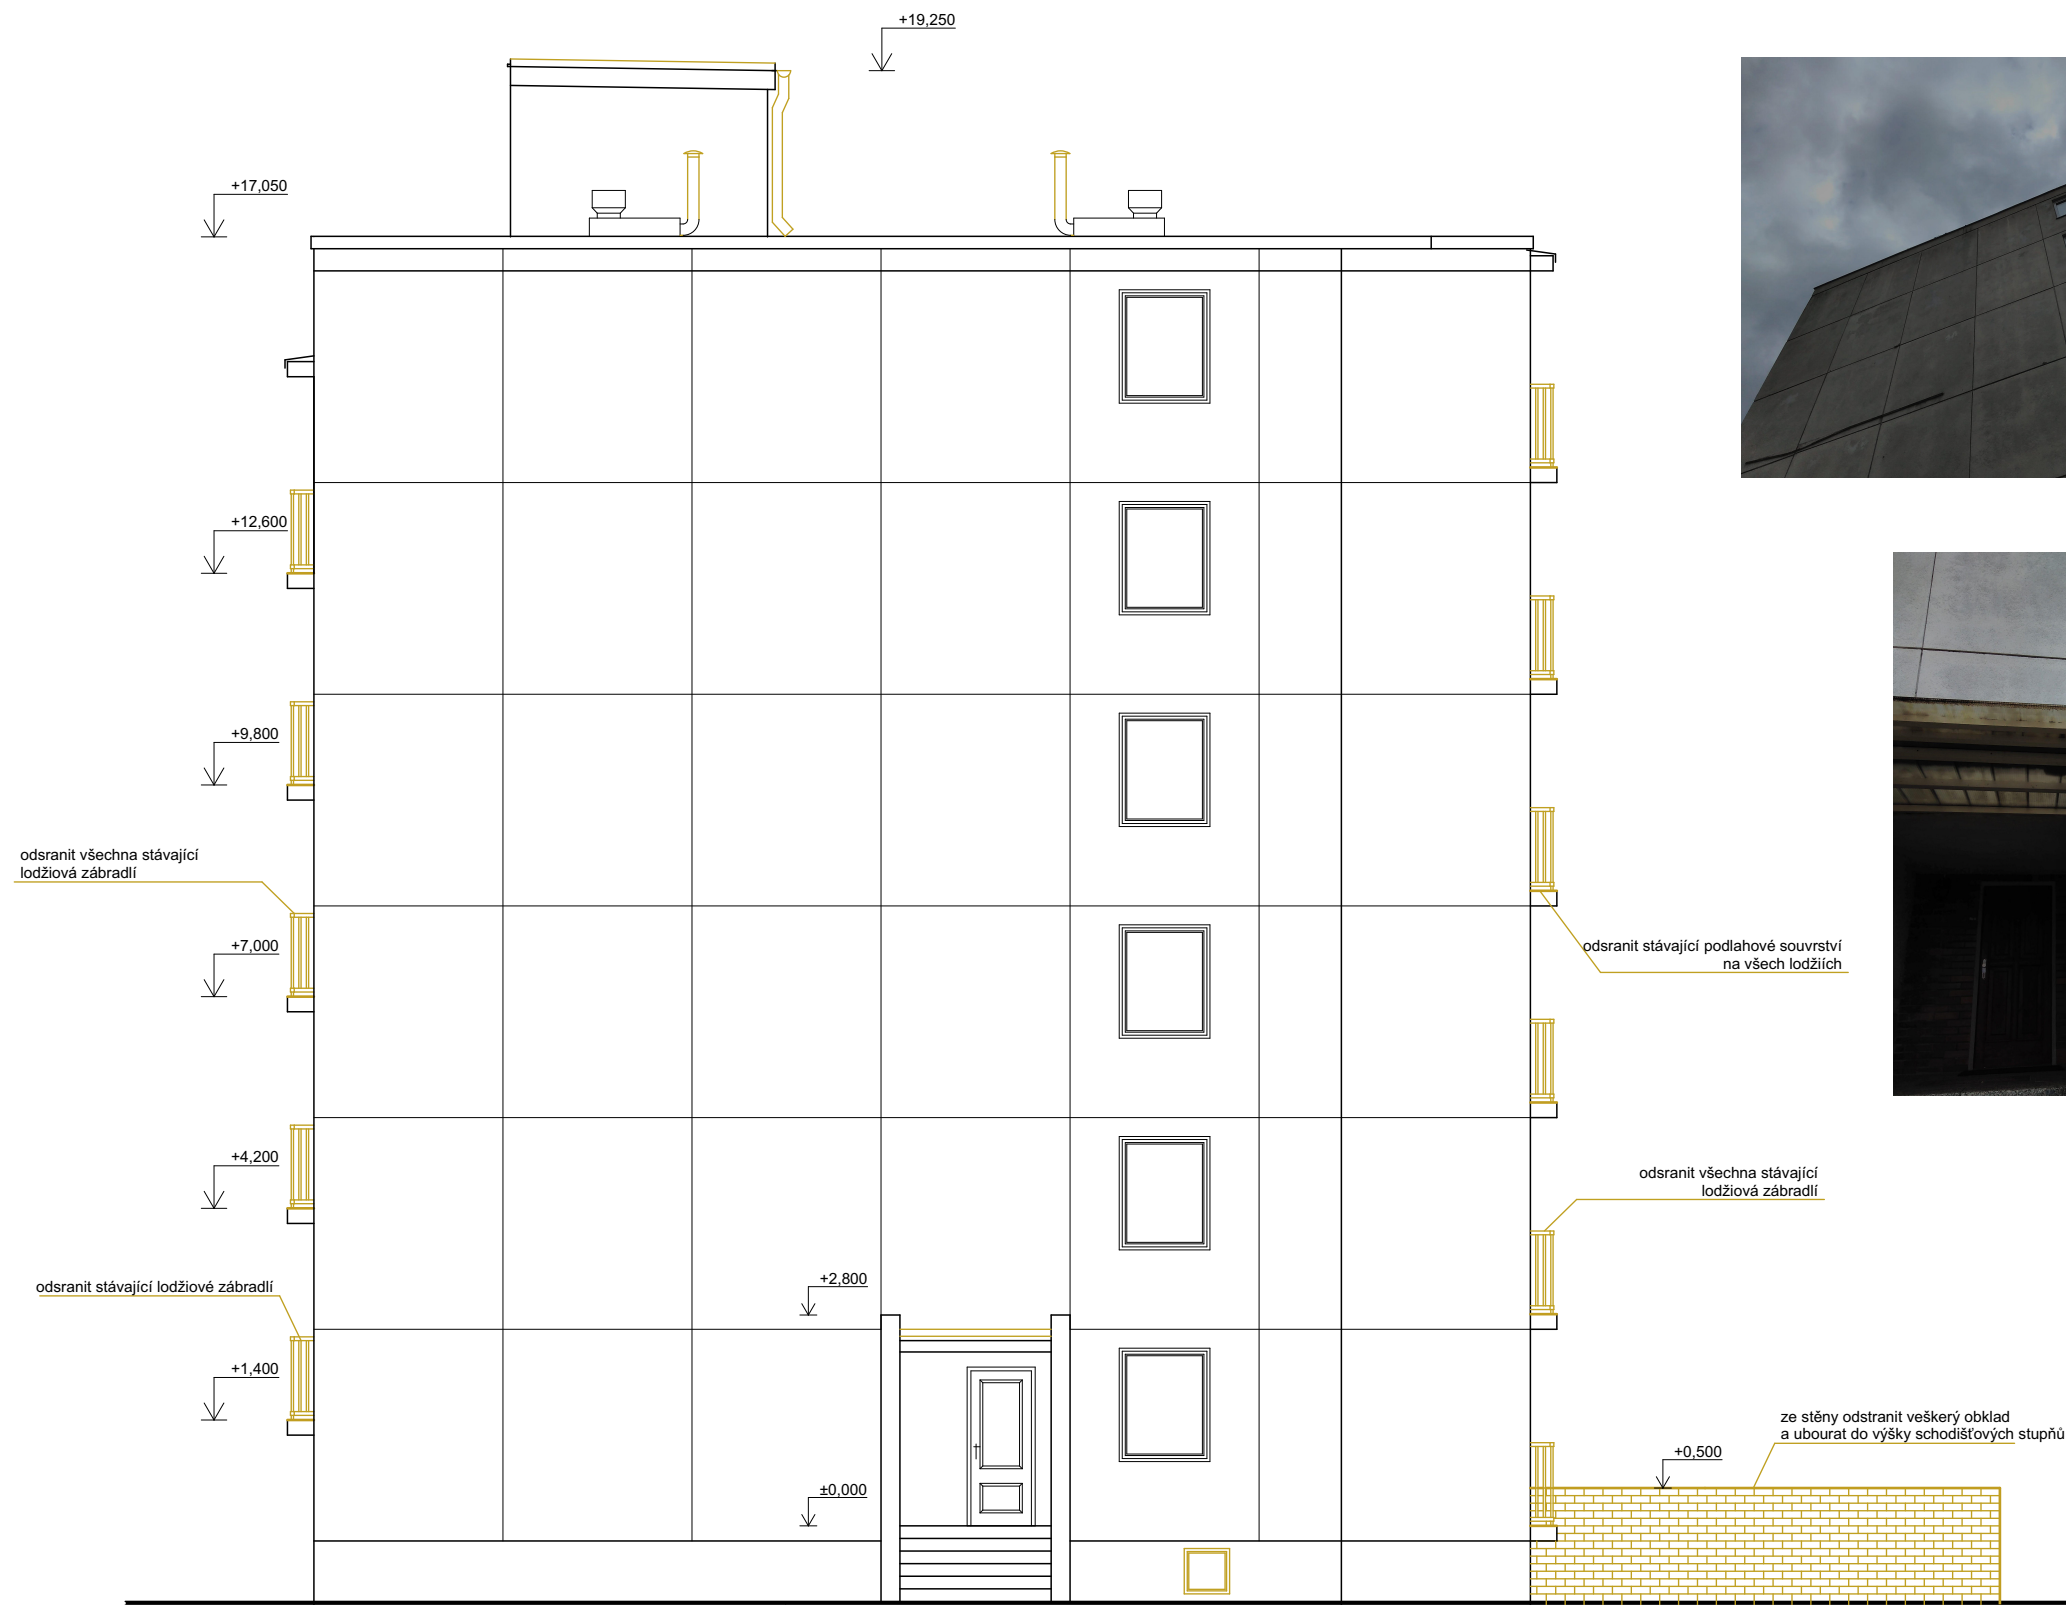 +19,250
+17,050
+12,600
+9,800
odsranit všechna stávající
lodžiová zábradlí
+7,000
odsranit stávající podlahové souvrství
na všech lodžiích
+4,200
odsranit všechna stávající
lodžiová zábradlí
odsranit stávající lodžiové zábradlí
+2,800
+1,400
ze stěny odstranit veškerý obklad
a ubourat do výšky schodišťových stupňů
+0,500
±0,000